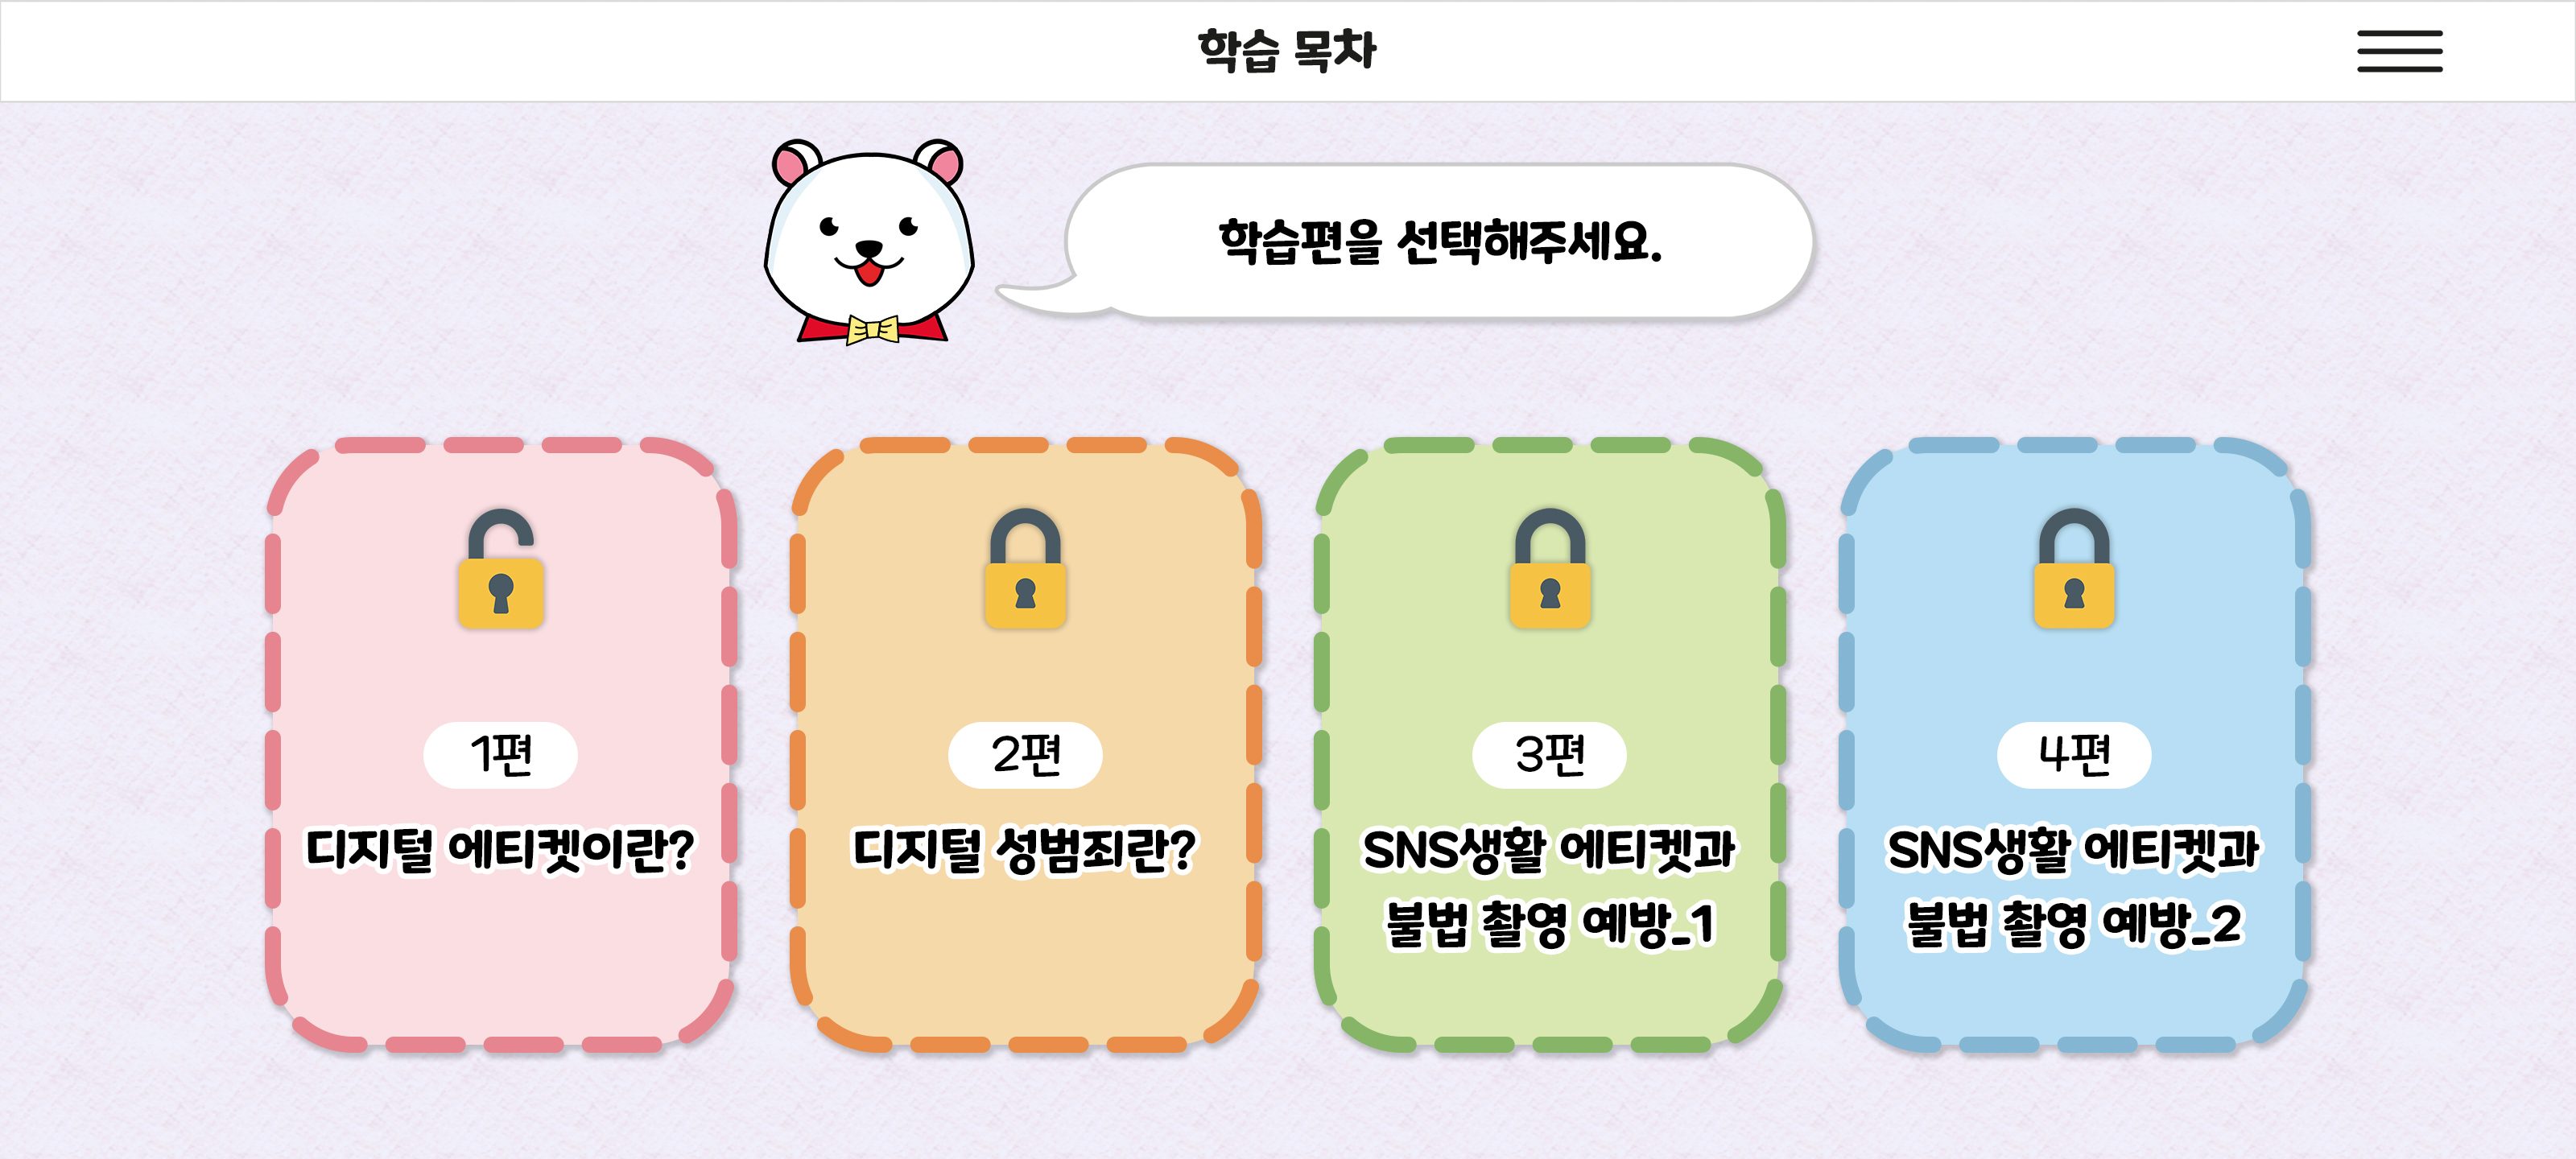 학습 목차
학습편을 선택해주세요.
1편
디지털 에티켓이란?
2편
디지털 성범죄란?
3편
SNS생활 에티켓과
불법 촬영 예방_1
4편
SNS생활 에티켓과
불법 촬영 예방_2